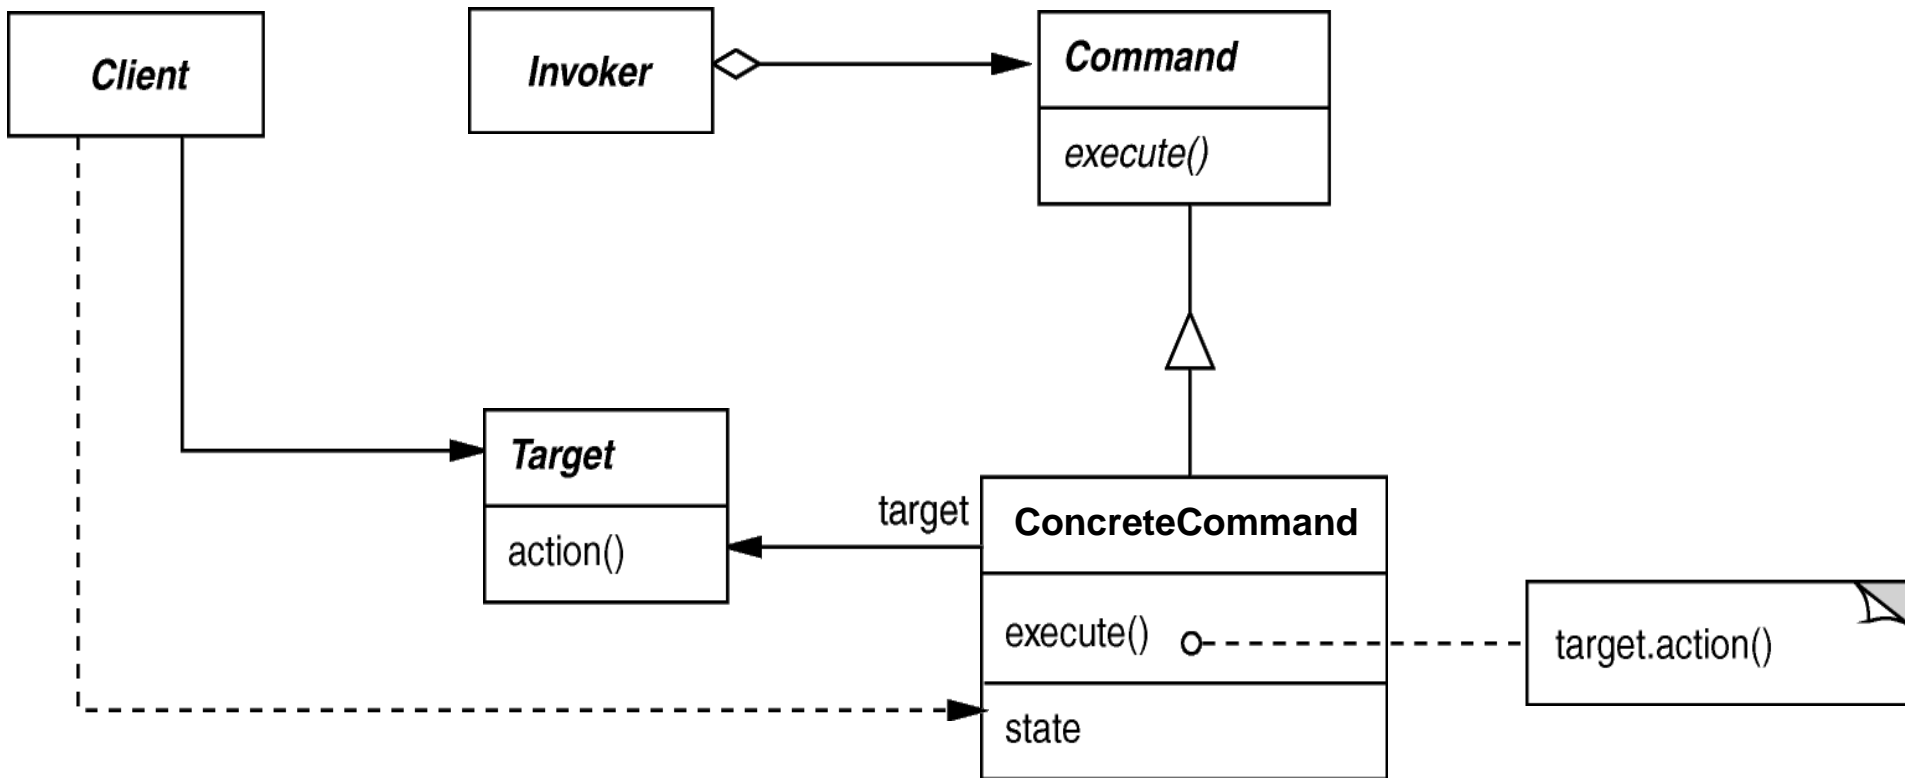 Client
Invoker
Command
execute()
Target
action()
target
ConcreteCommand
execute()
state
target.action()